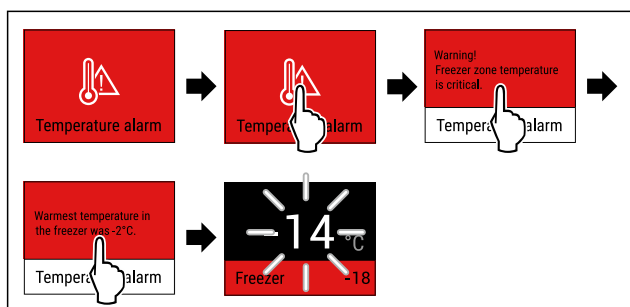 Temperature alarm
Tempera alarm
Warning!
Freezer zone temperature
is critical.
Tempera alarm
Warmest temperature in
the freezer was -2°C.
Tempera alarm
-14 °C
Freezer -18